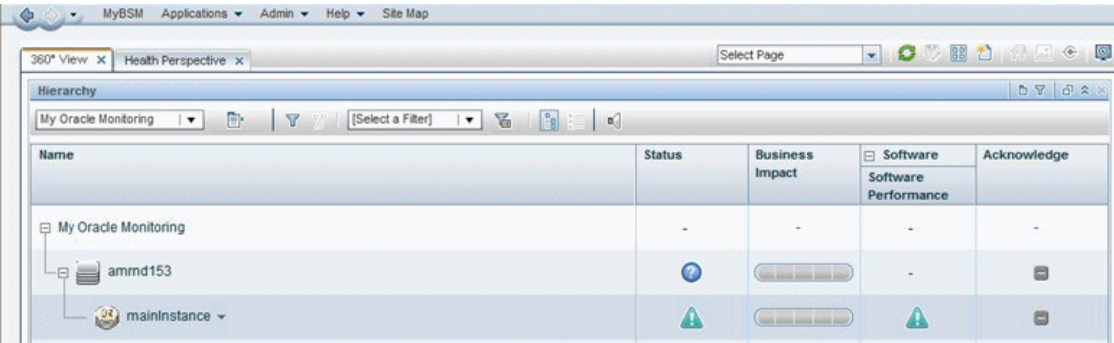 MyBSM Applications Admin Help Site Map
360° View X Health Perspective X Select Page
Hierarchy
My Oracle Monitoring [Select a Filter]
Name Status Business Impact Software Acknowledge
Software Performance
My Oracle Monitoring - - - -
amrnd153 -
mainInstance